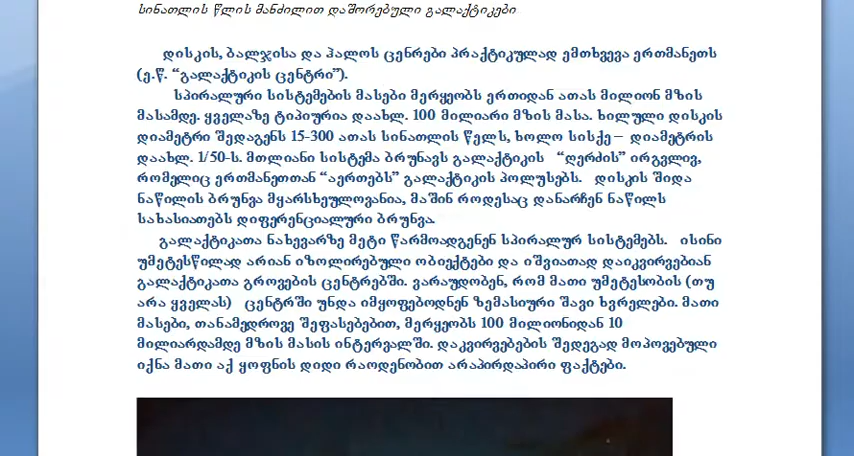 სინათლის წლის მანძილით დაშორებული გალაქტიკები
დისკის, ბალჯისა და ჰალოს ცენრები პრაქტიკულად ემთხვევა ერთმანეთს
(ე.წ. “გალაქტიკის ცენტრი”).
სპირალური სისტემების მასები მერყეობს ერთიდან ათას მილიონ მზის
მასამდე. ყველაზე ტიპიურია დაახლ. 100 მილიარი მზის მასა. ხილული დისკის
დიამეტრი შედაგენს 15-300 ათას სინათლის წელს, ხოლო სისქე – დიამეტრის
დაახლ. 1/50-ს. მთლიანი სისტემა ბრუნავს გალაქტიკის “ღერძის” ირგვლივ,
რომელიც ერთმანეთთან “აერთებს” გალაქტიკის პოლუსებს. დისკის შიდა
ნაწილის ბრუნვა მყარსხეულოვანია, მაშინ როდესაც დანარჩენ ნაწილს
სახასიათებს დიფერენციალური ბრუნვა.
გალაქტიკათა ნახევარზე მეტი წარმოადგენენ სპირალურ სისტემებს. ისინი
უმეტესწილად არიან იზოლირებული ობიექტები და იშვიათად დაიკვირვებიან
გალაქტიკათა გროვების ცენტრებში. ვარაუდობენ, რომ მათი უმეტესობის (თუ
არა ყველას) ცენტრში უნდა იმყოფებოდნენ ზემასიური შავი ხვრელები. მათი
მასები, თანამედროვე შეფასებებით, მერყეობს 100 მილიონიდან 10
მილიარდამდე მზის მასის ინტერვალში. დაკვირვებების შედეგად მოპოვებული
იქნა მათი აქ ყოფნის დიდი რაოდენობით არაპირდაპირი ფაქტები.